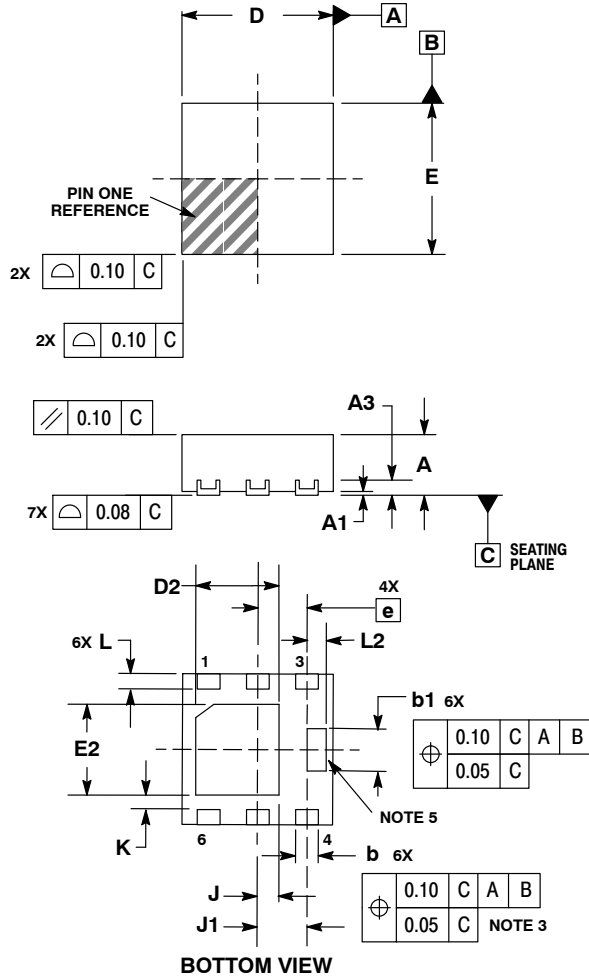 D
A
B
E
PIN ONE
REFERENCE
2X ⌓ 0.10 C
2X ⌓ 0.10 C
// 0.10 C
A3
A
7X ⌓ 0.08 C
A1
C SEATING
PLANE
D2
4X
e
6X L
L2
1
3
b1 6X
⌖ 0.10 C A B
0.05 C
E2
NOTE 5
K
6
4
b 6X
J
⌖ 0.10 C A B
0.05 C NOTE 3
J1
BOTTOM VIEW